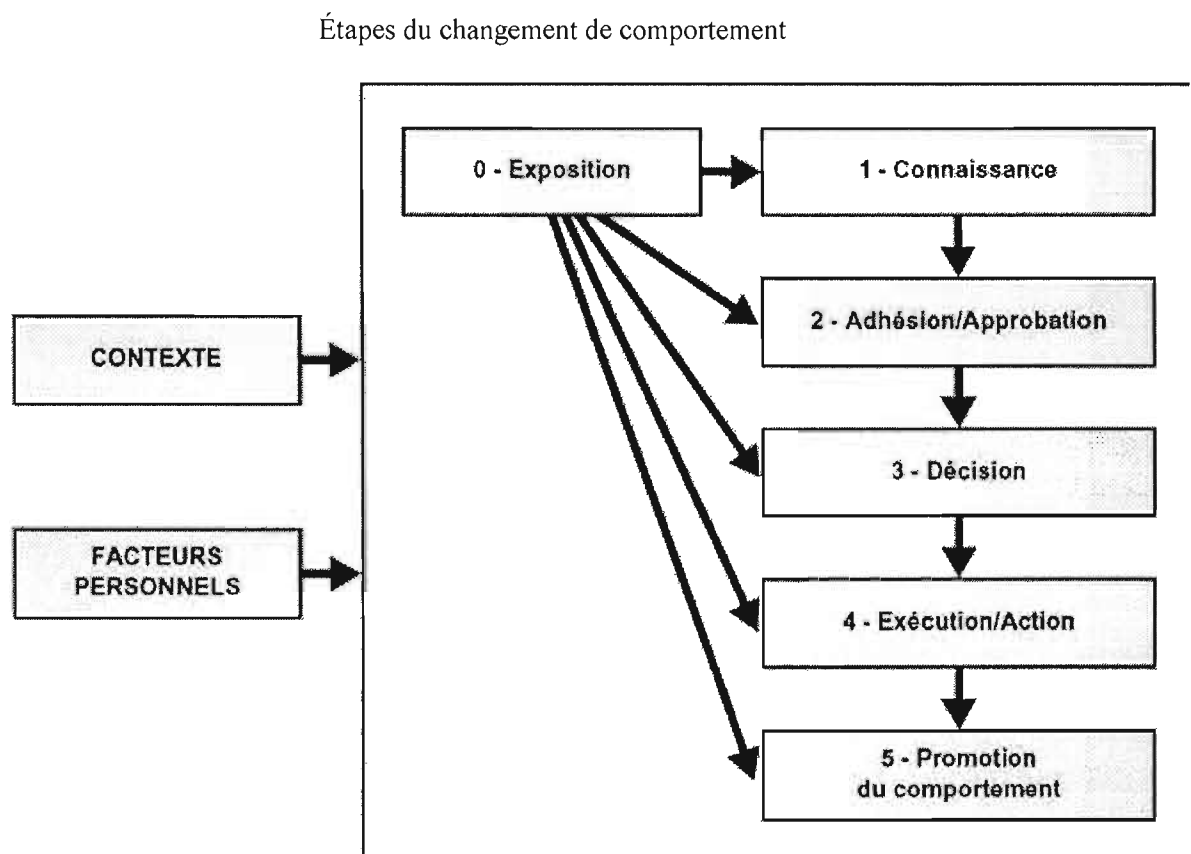 Étapes du changement de comportement
0 - Exposition
1 - Connaissance
2 - Adhésion/Approbation
CONTEXTE
3 - Décision
FACTEURS
PERSONNELS
4 - Exécution/Action
5 - Promotion
du comportement